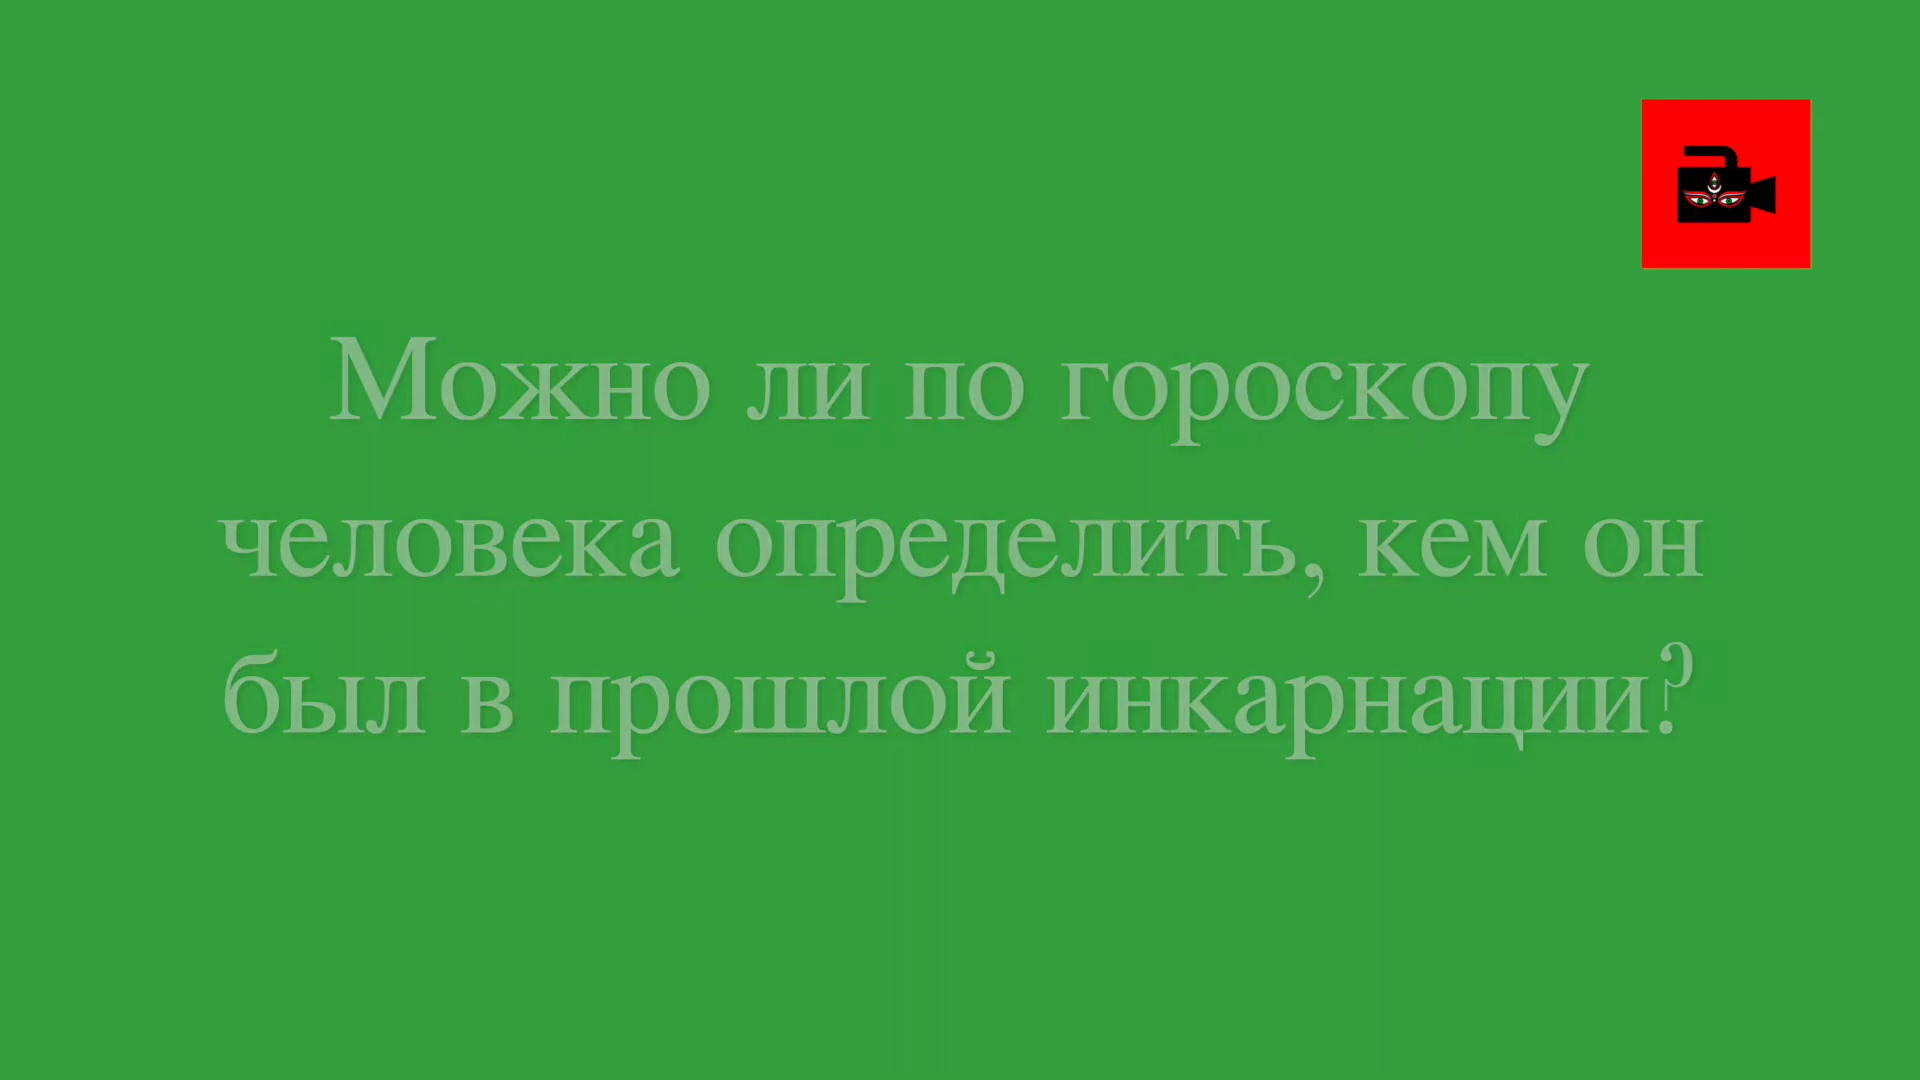 Можно ли по гороскопу
человека определить, кем он
был в прошлой инкарнации?